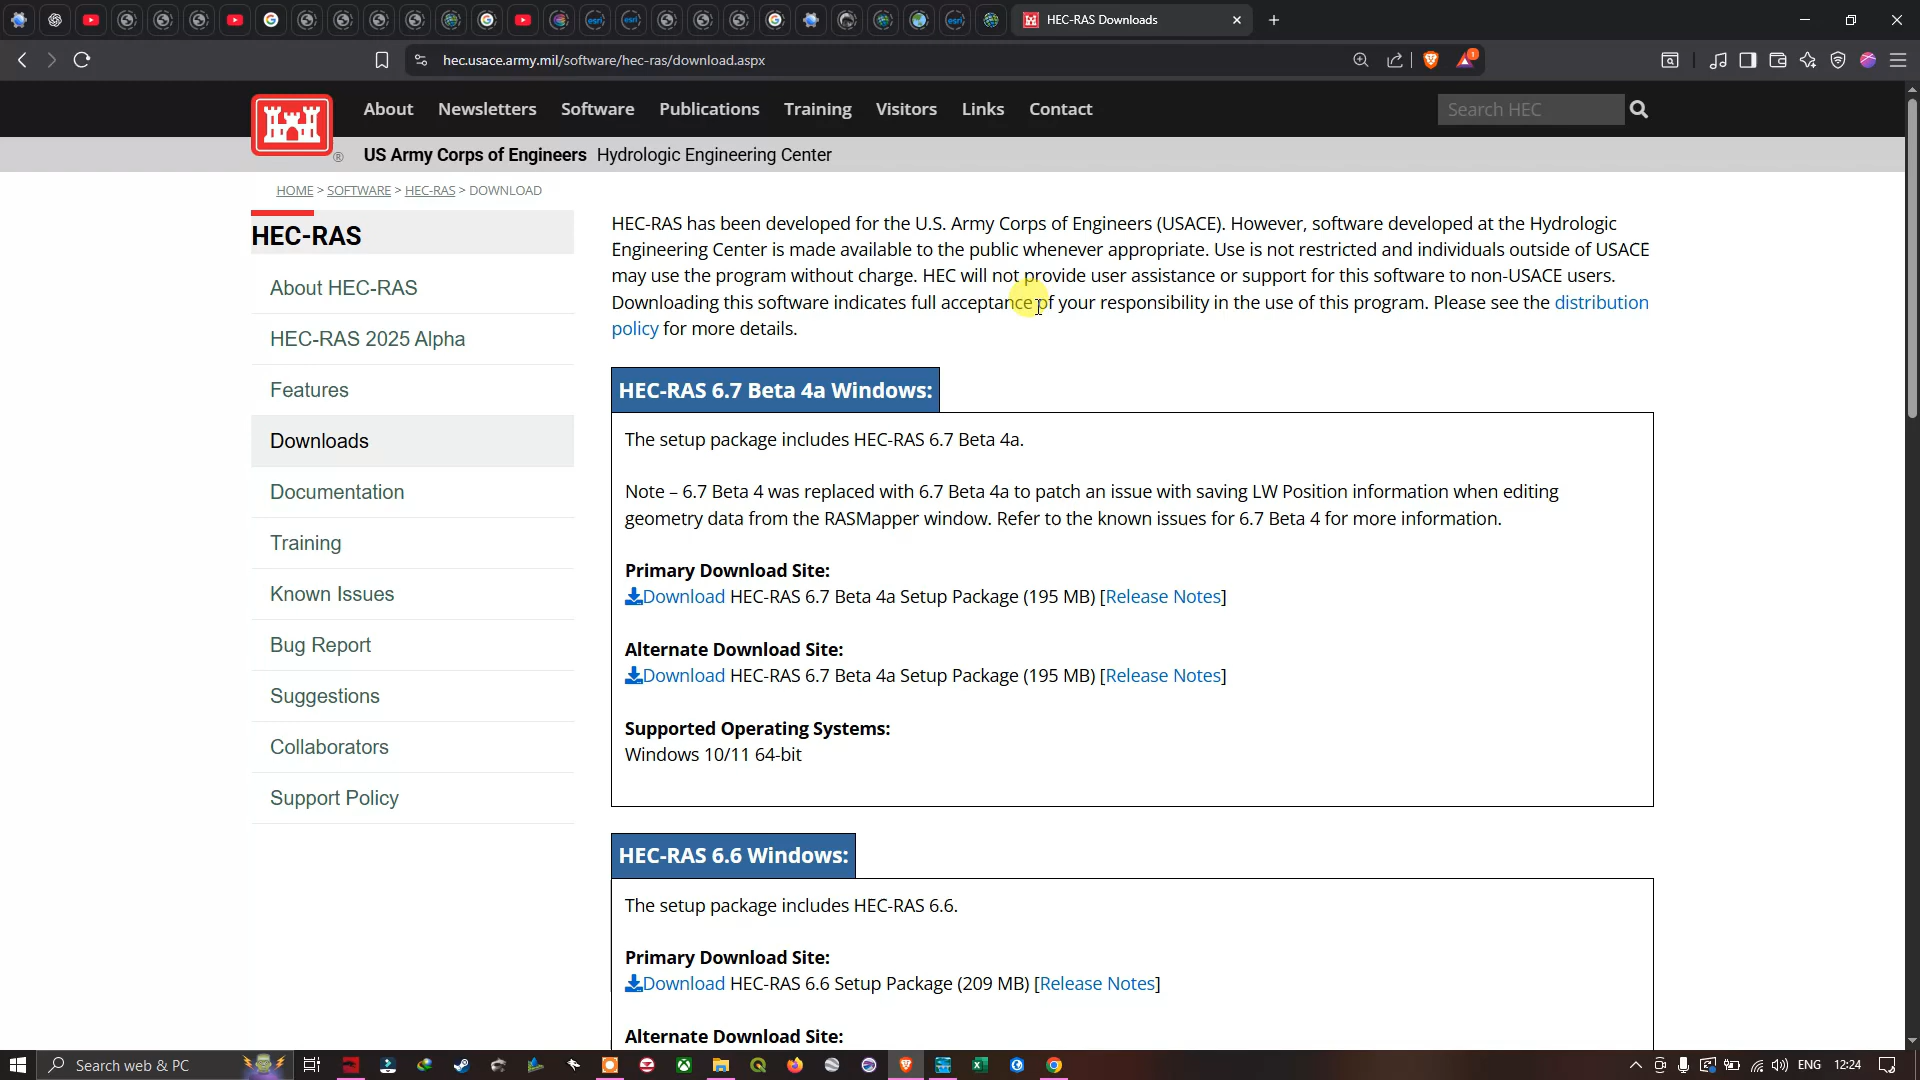 HEC-RAS Downloads
hec.usace.army.mil/software/hec-ras/download.aspx
1
About Newsletters Software Publications Training Visitors Links Contact
Search HEC
US Army Corps of Engineers Hydrologic Engineering Center
HOME > SOFTWARE > HEC-RAS > DOWNLOAD
HEC-RAS
About HEC-RAS
HEC-RAS 2025 Alpha
Features
Downloads
Documentation
Training
Known Issues
Bug Report
Suggestions
Collaborators
Support Policy
HEC-RAS has been developed for the U.S. Army Corps of Engineers (USACE). However, software developed at the Hydrologic
Engineering Center is made available to the public whenever appropriate. Use is not restricted and individuals outside of USACE
may use the program without charge. HEC will not provide user assistance or support for this software to non-USACE users.
Downloading this software indicates full acceptance of your responsibility in the use of this program. Please see the distribution
policy for more details.
HEC-RAS 6.7 Beta 4a Windows:
The setup package includes HEC-RAS 6.7 Beta 4a.
Note – 6.7 Beta 4 was replaced with 6.7 Beta 4a to patch an issue with saving LW Position information when editing
geometry data from the RASMapper window. Refer to the known issues for 6.7 Beta 4 for more information.
Primary Download Site:
Download HEC-RAS 6.7 Beta 4a Setup Package (195 MB) [Release Notes]
Alternate Download Site:
Download HEC-RAS 6.7 Beta 4a Setup Package (195 MB) [Release Notes]
Supported Operating Systems:
Windows 10/11 64-bit
HEC-RAS 6.6 Windows:
The setup package includes HEC-RAS 6.6.
Primary Download Site:
Download HEC-RAS 6.6 Setup Package (209 MB) [Release Notes]
Alternate Download Site:
Search web & PC
ENG 12:24